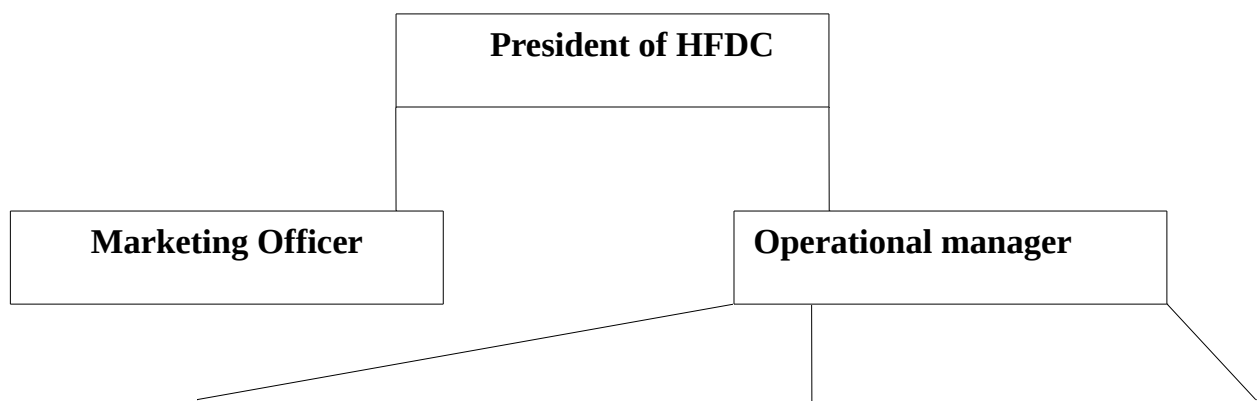 President of HFDC
Marketing Officer
Operational manager